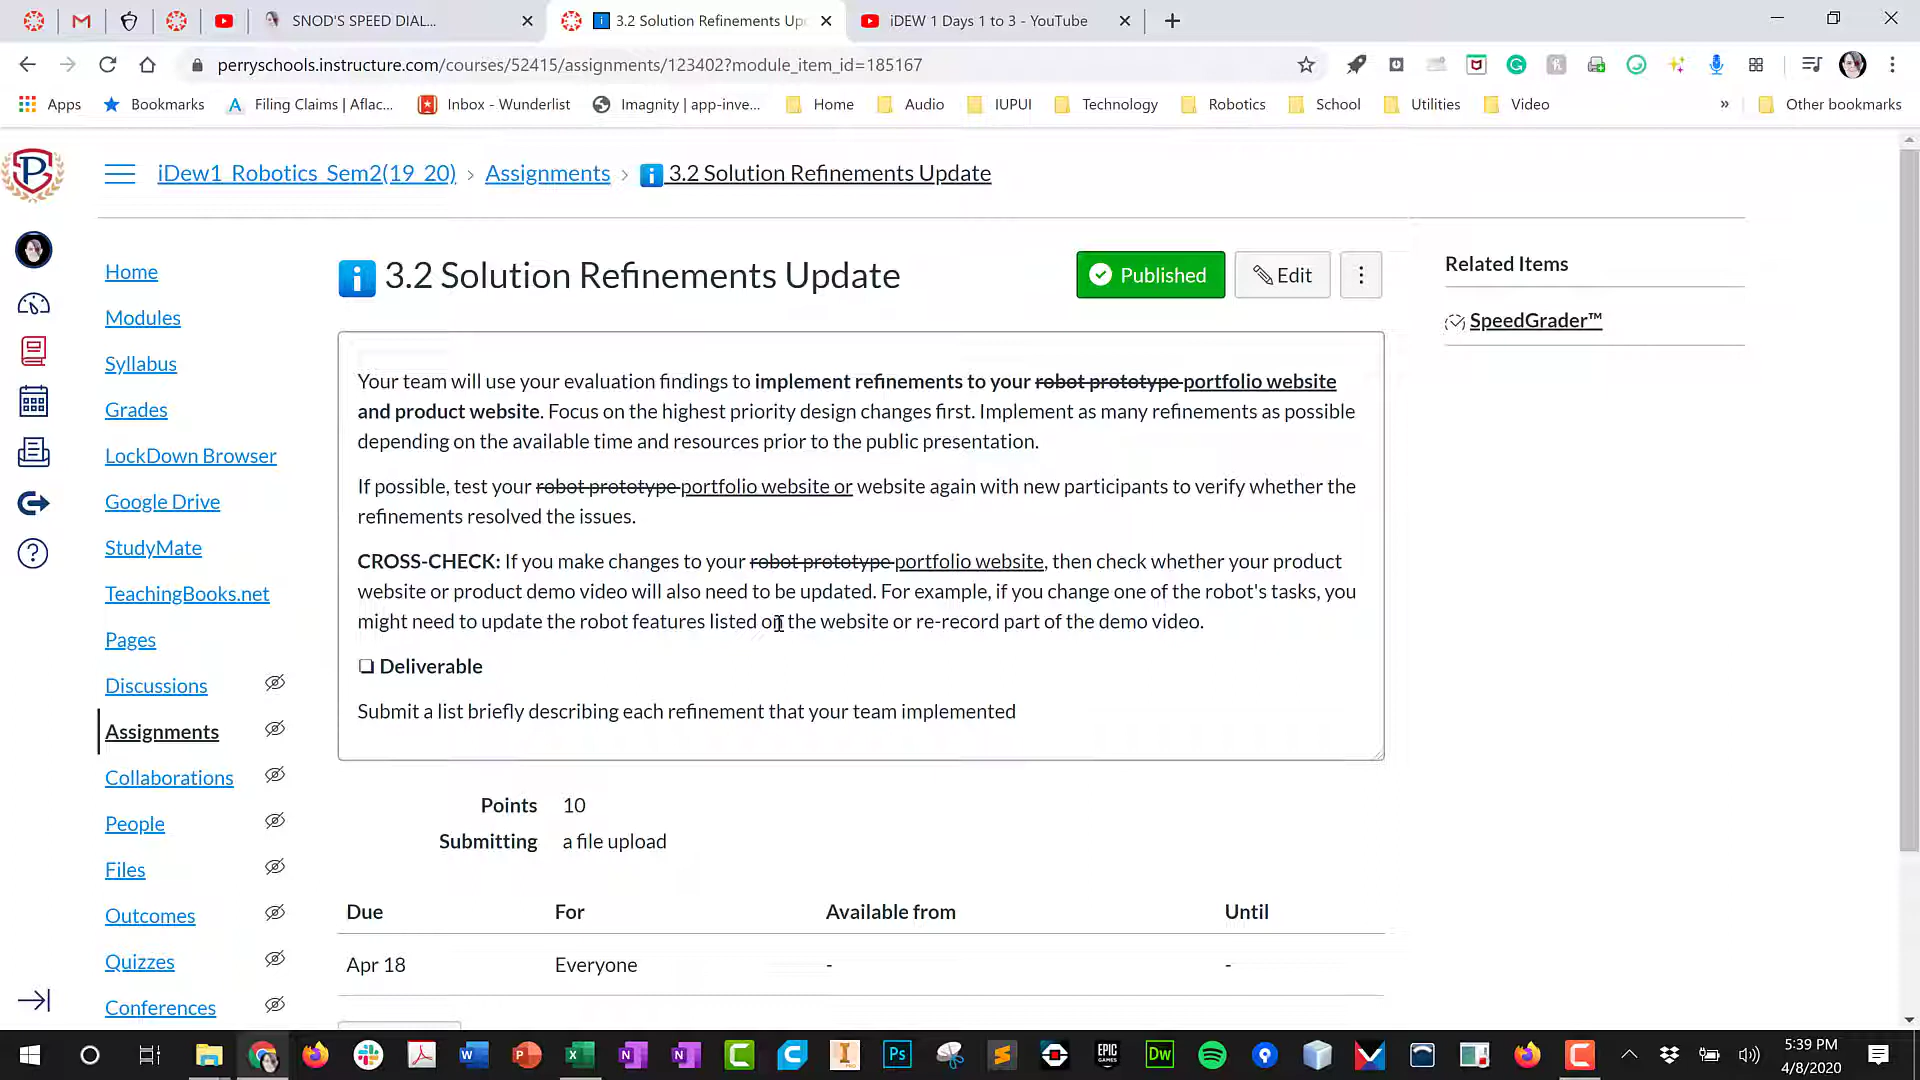 SNOD'S SPEED DIAL...
3.2 Solution Refinements Up
iDEW 1 Days 1 to 3 - YouTube
perryschools.instructure.com/courses/52415/assignments/123402?module_item_id=185167
Apps
Bookmarks
Filing Claims | Aflac...
Inbox - Wunderlist
Imagnity | app-inve...
Home
Audio
IUPUI
Technology
Robotics
School
Utilities
Video
»
Other bookmarks
iDew1_Robotics_Sem2(19_20) › Assignments › i 3.2 Solution Refinements Update
Home
Modules
Syllabus
Grades
LockDown Browser
Google Drive
StudyMate
TeachingBooks.net
Pages
Discussions
Assignments
Collaborations
People
Files
Outcomes
Quizzes
Conferences
i 3.2 Solution Refinements Update
Published
Edit
Your team will use your evaluation findings to implement refinements to your robot prototype portfolio website
and product website. Focus on the highest priority design changes first. Implement as many refinements as possible
depending on the available time and resources prior to the public presentation.
If possible, test your robot prototype portfolio website or website again with new participants to verify whether the
refinements resolved the issues.
CROSS-CHECK: If you make changes to your robot prototype portfolio website, then check whether your product
website or product demo video will also need to be updated. For example, if you change one of the robot's tasks, you
might need to update the robot features listed on the website or re-record part of the demo video.
❏ Deliverable
Submit a list briefly describing each refinement that your team implemented
Points 10
Submitting a file upload
Due For Available from Until
Apr 18 Everyone - -
Related Items
SpeedGrader™
5:39 PM
4/8/2020